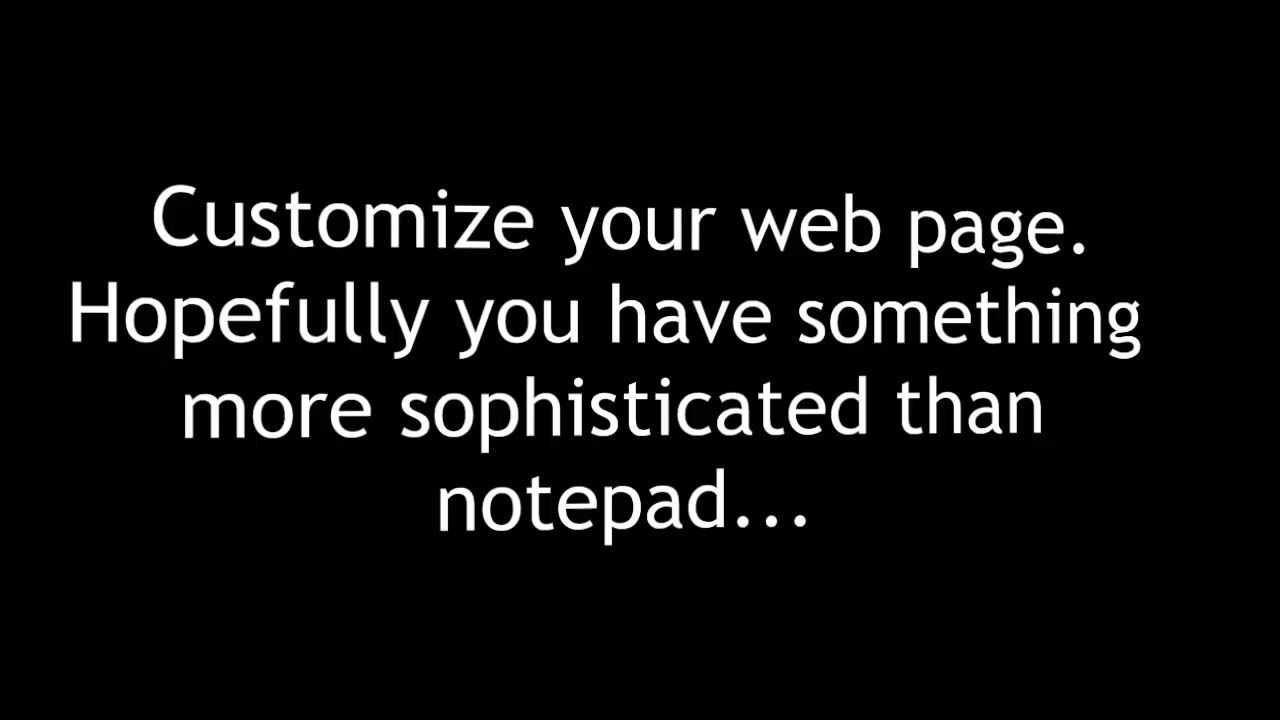 Customize your web page.
Hopefully you have something
more sophisticated than
notepad...